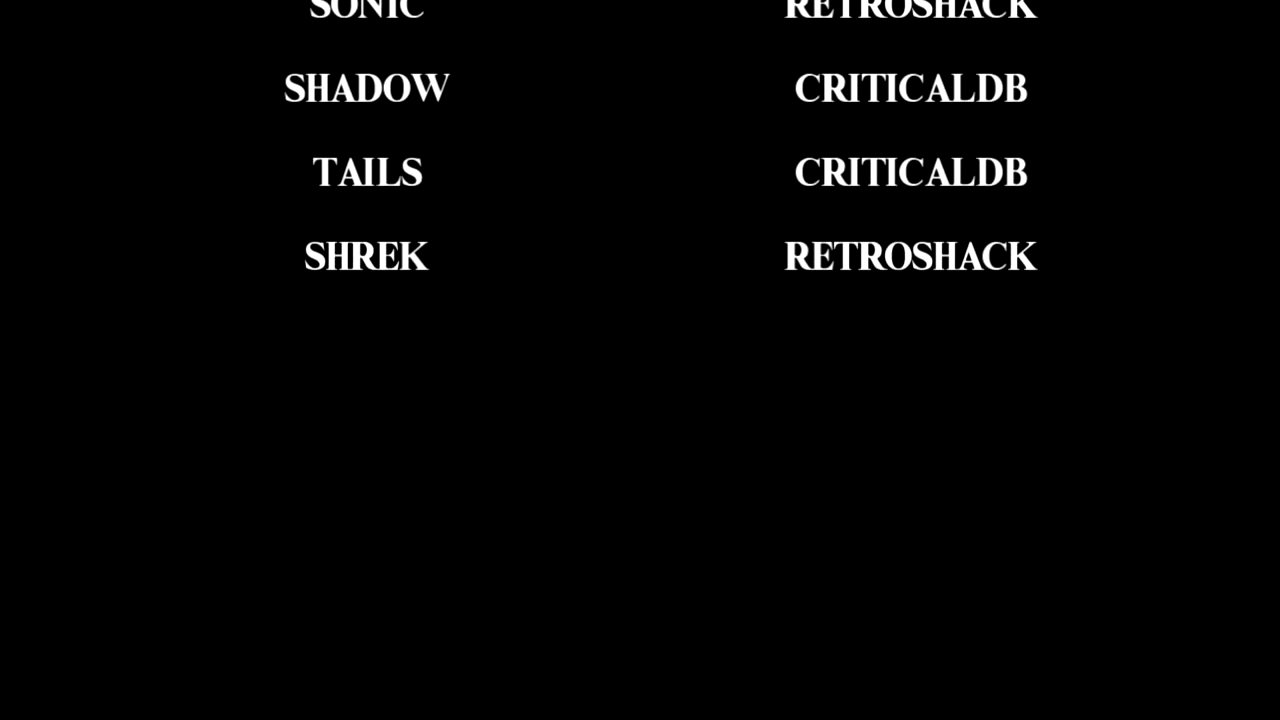 SONIC RETROSHACK
SHADOW CRITICALDB
TAILS CRITICALDB
SHREK RETROSHACK